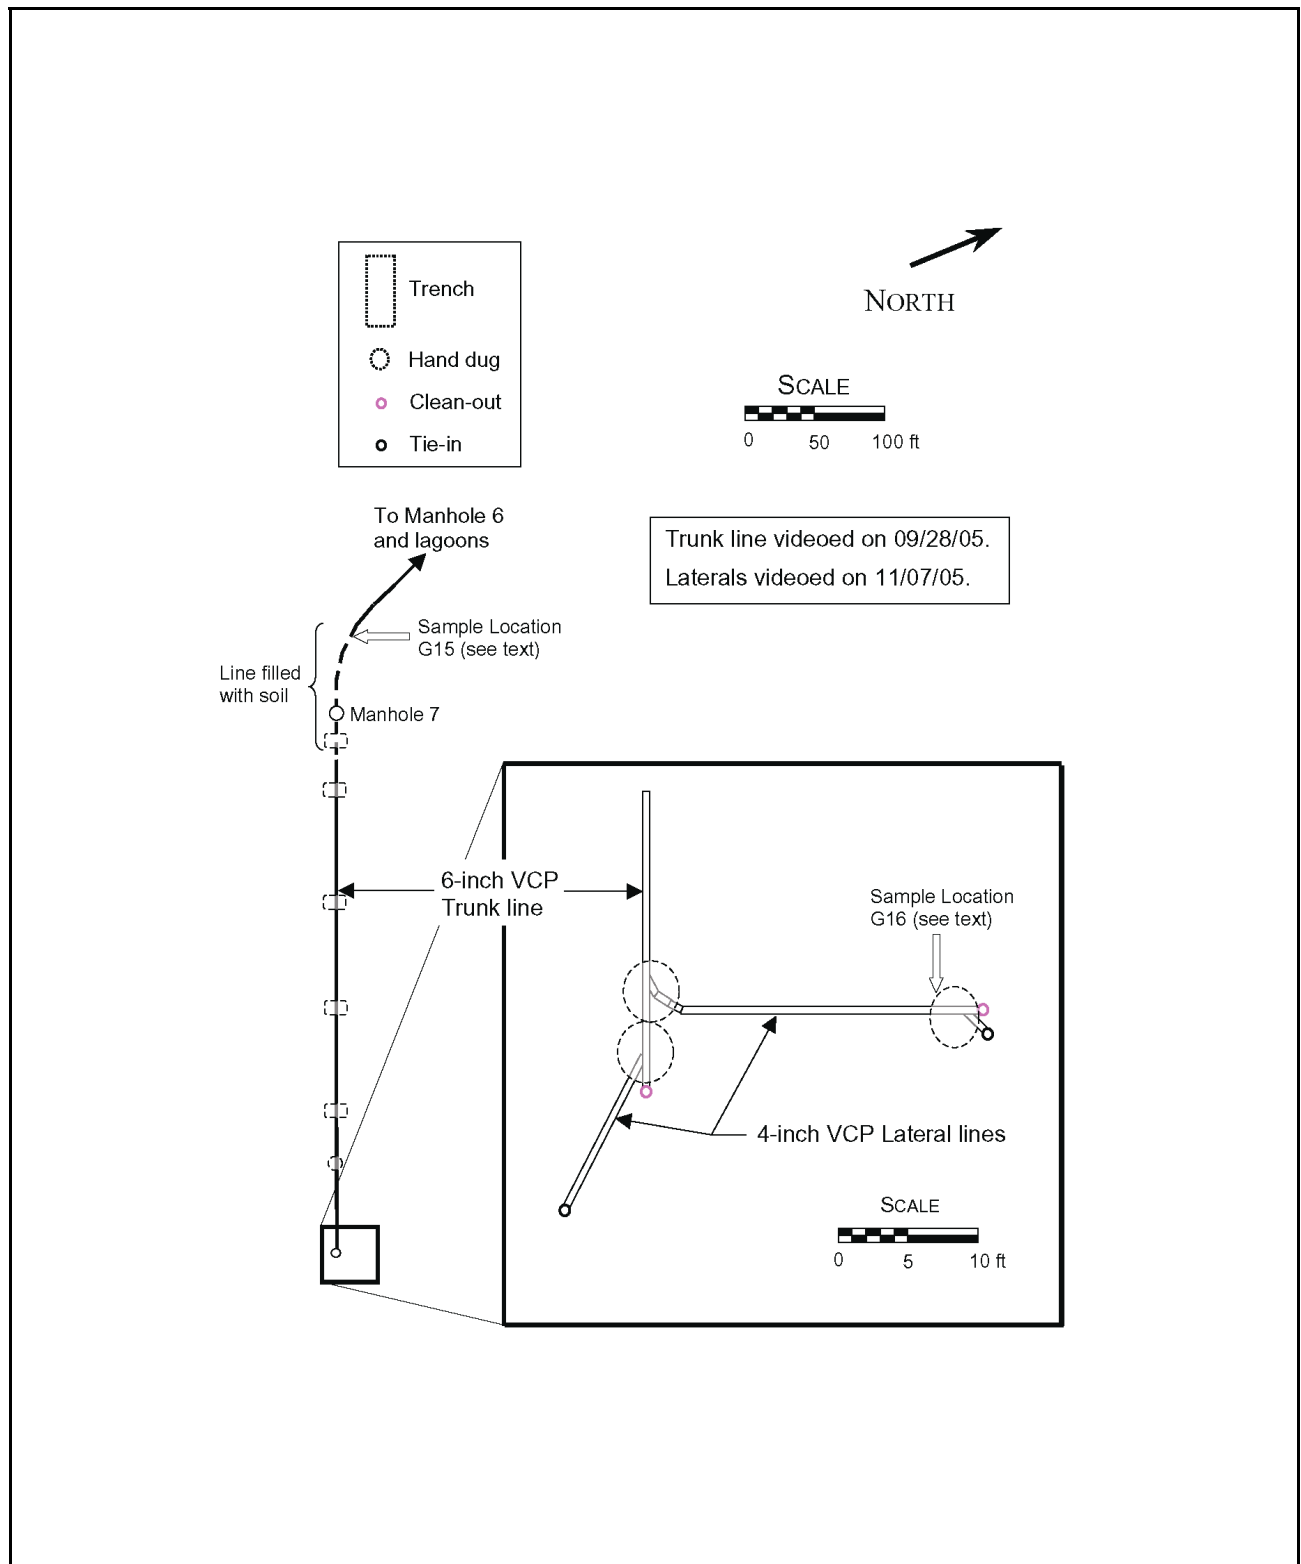 NORTH
Trench
Hand dug
Clean-out
Tie-in
SCALE
0 50 100 ft
To Manhole 6
and lagoons
Trunk line videoed on 09/28/05.
Laterals videoed on 11/07/05.
Sample Location
G15 (see text)
Line filled
with soil
Manhole 7
6-inch VCP
Trunk line
Sample Location
G16 (see text)
4-inch VCP Lateral lines
SCALE
0 5 10 ft